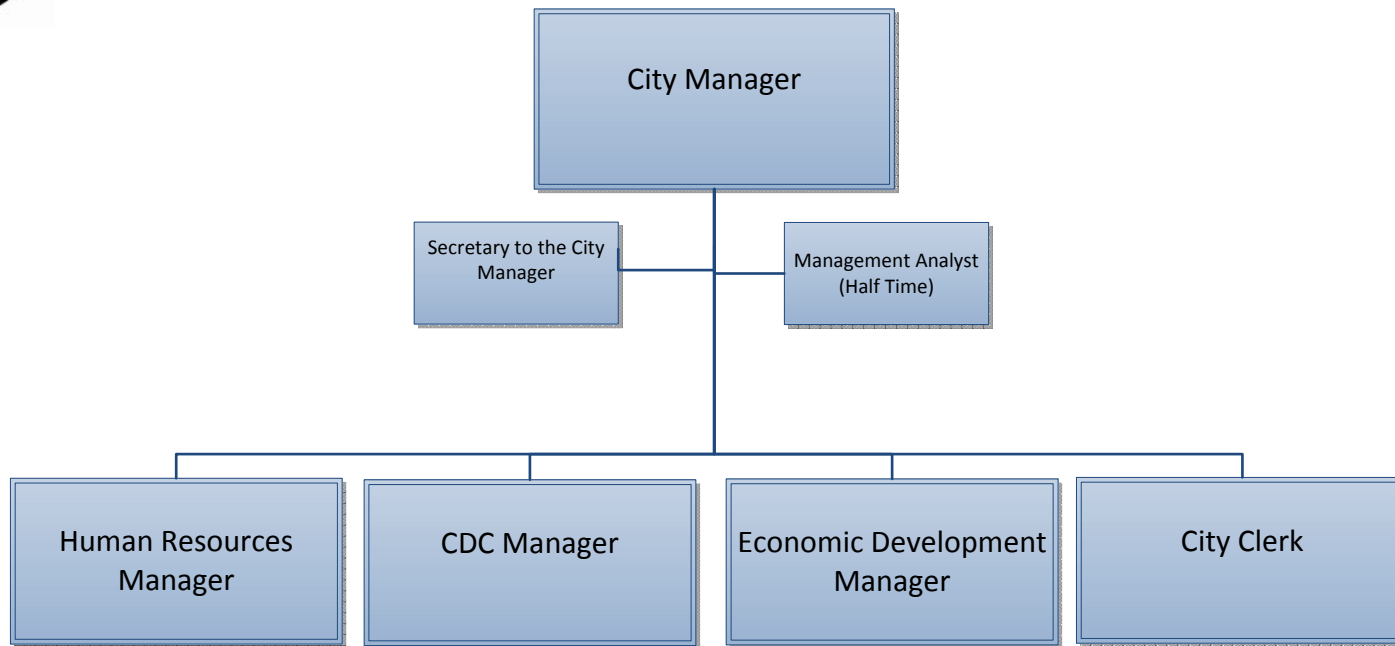 City Manager
Secretary to the City
Manager
Management Analyst
(Half Time)
Human Resources
Manager
CDC Manager
Economic Development
Manager
City Clerk